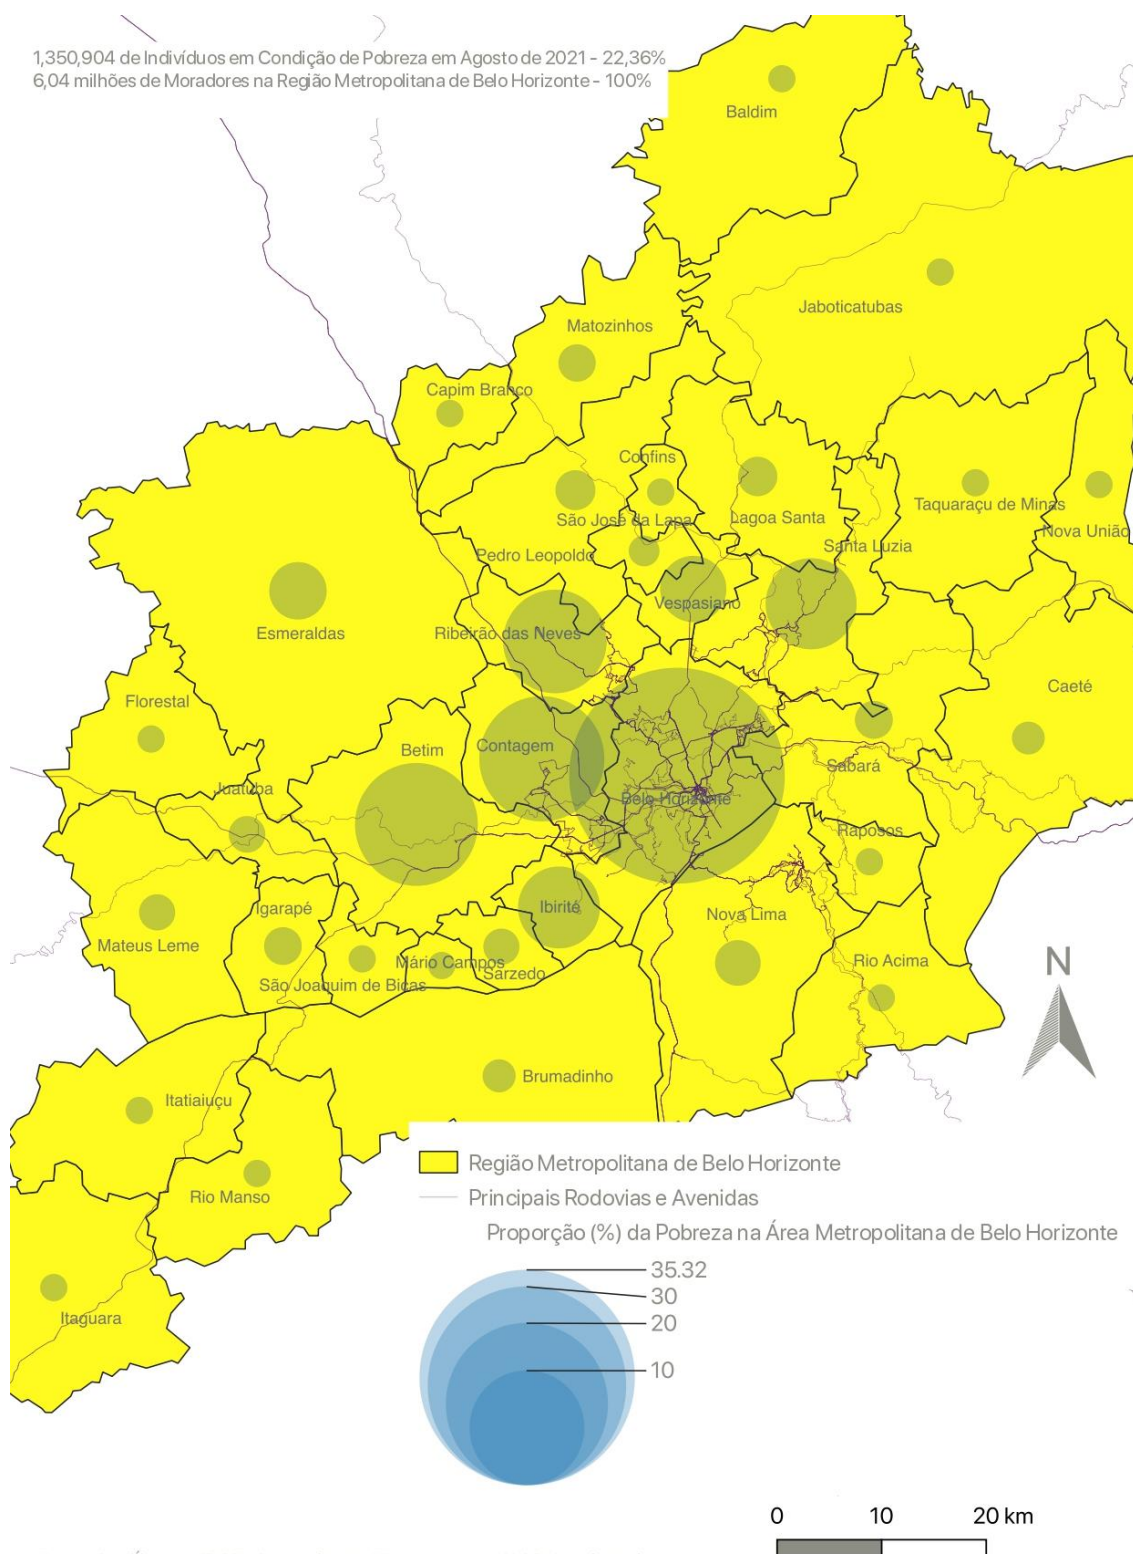 1,350,904 de Indivíduos em Condição de Pobreza em Agosto de 2021 - 22,36%
6,04 milhões de Moradores na Região Metropolitana de Belo Horizonte - 100%
Baldim
Jaboticatubas
Matozinhos
Capim Branco
Confins
Taquaraçu de Minas
São José da Lapa
Lagoa Santa
Nova União
Santa Luzia
Pedro Leopoldo
Vespasiano
Esmeraldas
Ribeirão das Neves
Caeté
Florestal
Betim
Contagem
Sabará
Juatuba
Belo Horizonte
Raposos
Igarapé
Ibirité
Nova Lima
Mateus Leme
Rio Acima
N
Mário Campos
Sarzedo
São Joaquim de Bicas
Brumadinho
Itatiaiuçu
Região Metropolitana de Belo Horizonte
Rio Manso
Principais Rodovias e Avenidas
Proporção (%) da Pobreza na Área Metropolitana de Belo Horizonte
35.32
30
Itaguara
20
10
0 10 20 km